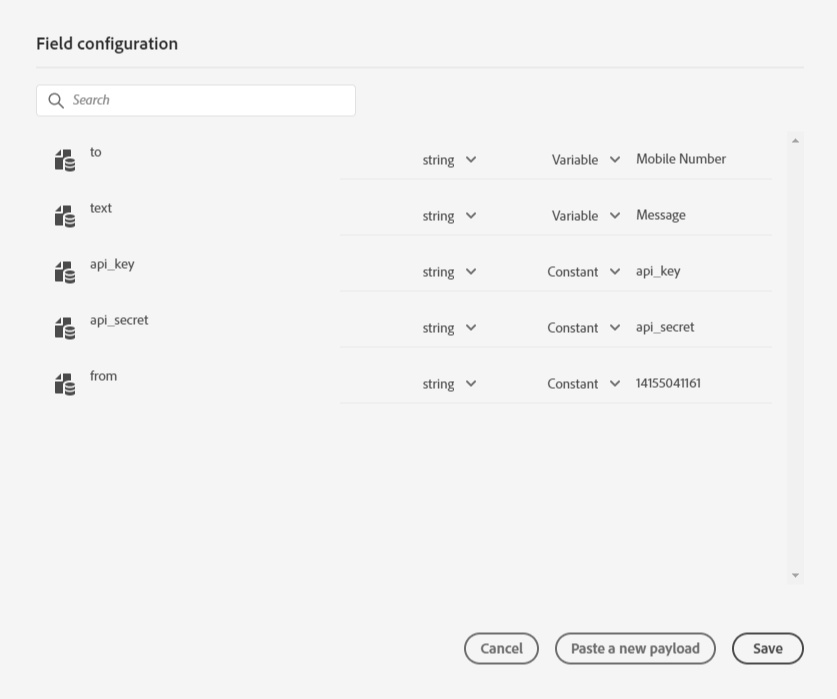 Field configuration
Search
to string Variable Mobile Number
text string Variable Message
api_key string Constant api_key
api_secret string Constant api_secret
from string Constant 14155041161
Cancel Paste a new payload Save